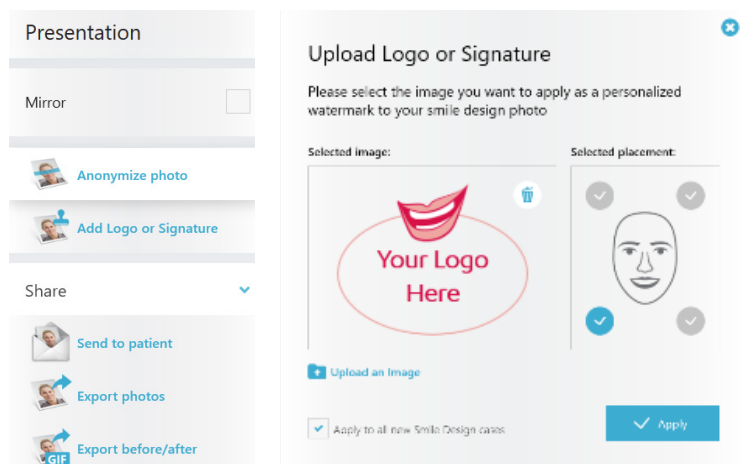 Presentation
Mirror
Anonymize photo
Add Logo or Signature
Share
Send to patient
Export photos
GIF
Export before/after
Upload Logo or Signature
Please select the image you want to apply as a personalized
watermark to your smile design photo
Selected image:
Selected placement:
Your Logo
Here
Upload an Image
Apply to all new Smile Design cases
Apply